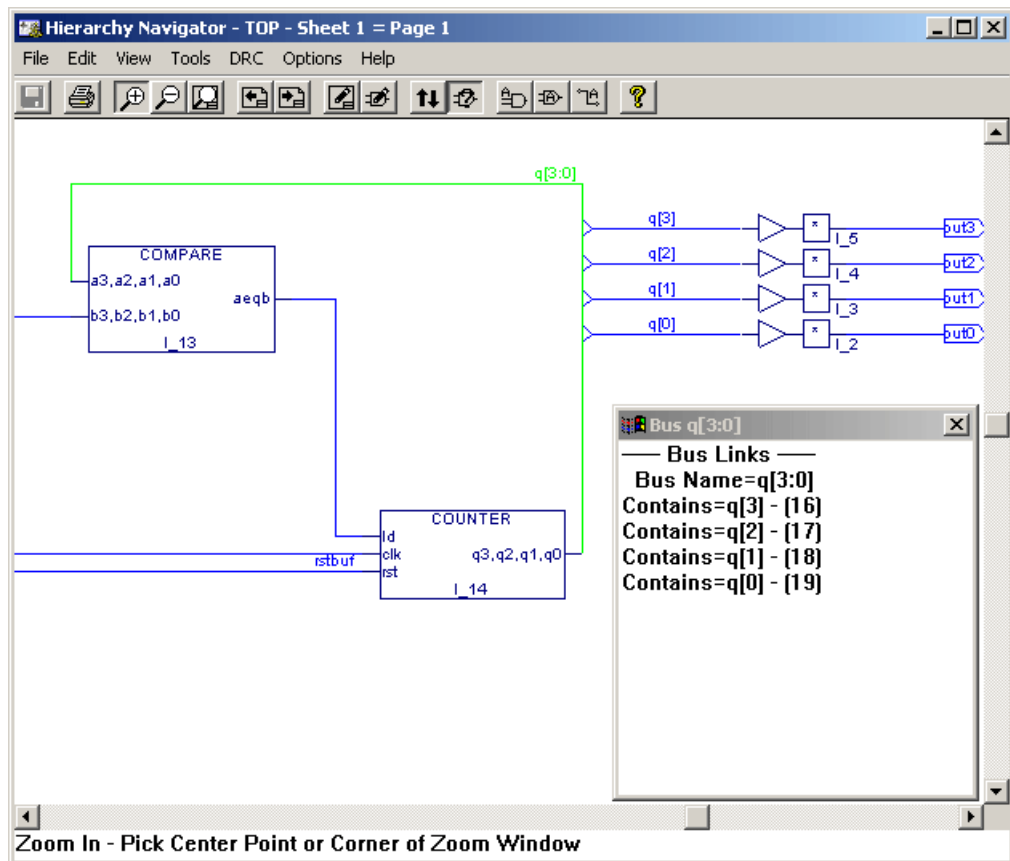 Hierarchy Navigator - TOP - Sheet 1 = Page 1
File Edit View Tools DRC Options Help
q[3:0]
COMPARE
a3,a2,a1,a0
aeqb
b3,b2,b1,b0
I_13
q[3]
I_5
out3
q[2]
I_4
out2
q[1]
I_3
out1
q[0]
I_2
out0
COUNTER
ld
clk
q3,q2,q1,q0
rstbuf
rst
I_14
Bus q[3:0]
Bus Links
Bus Name=q[3:0]
Contains=q[3] - (16)
Contains=q[2] - (17)
Contains=q[1] - (18)
Contains=q[0] - (19)
Zoom In - Pick Center Point or Corner of Zoom Window